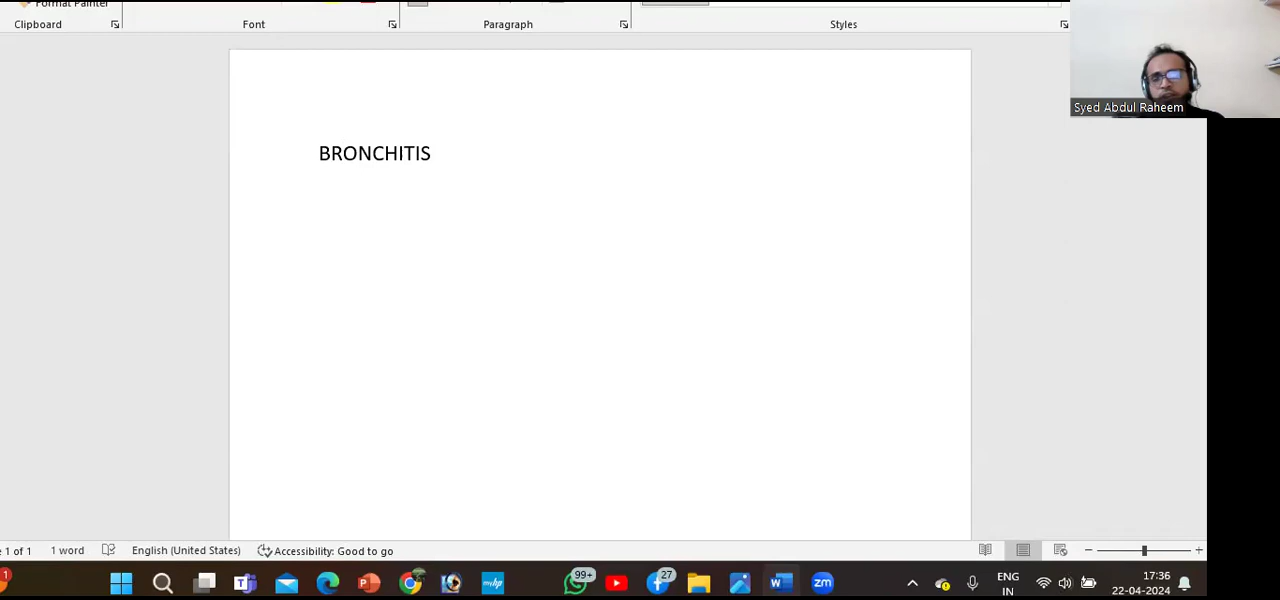 Format Painter
Clipboard
Font
Paragraph
Styles
Syed Abdul Raheem
BRONCHITIS
1 of 1
1 word
English (United States)
Accessibility: Good to go
1
99+
27
ENG
IN
17:36
22-04-2024